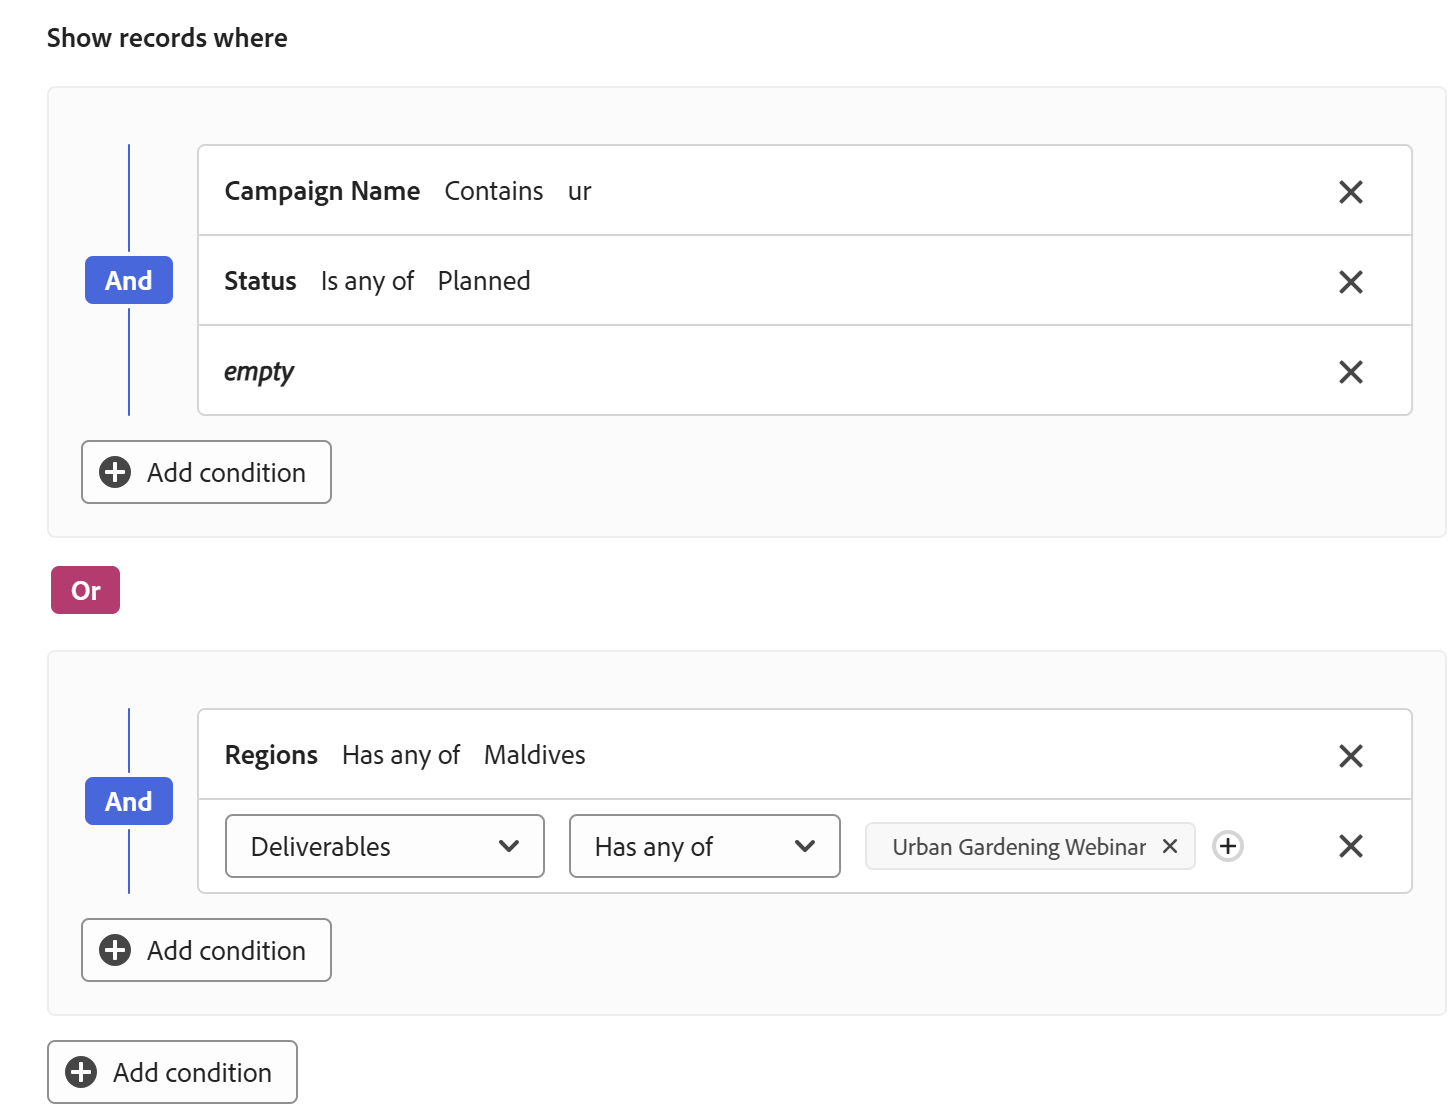 Show records where
Campaign Name Contains ur
And
Status Is any of Planned
empty
Add condition
Or
Regions Has any of Maldives
And
Deliverables Has any of Urban Gardening Webinar
Add condition
Add condition